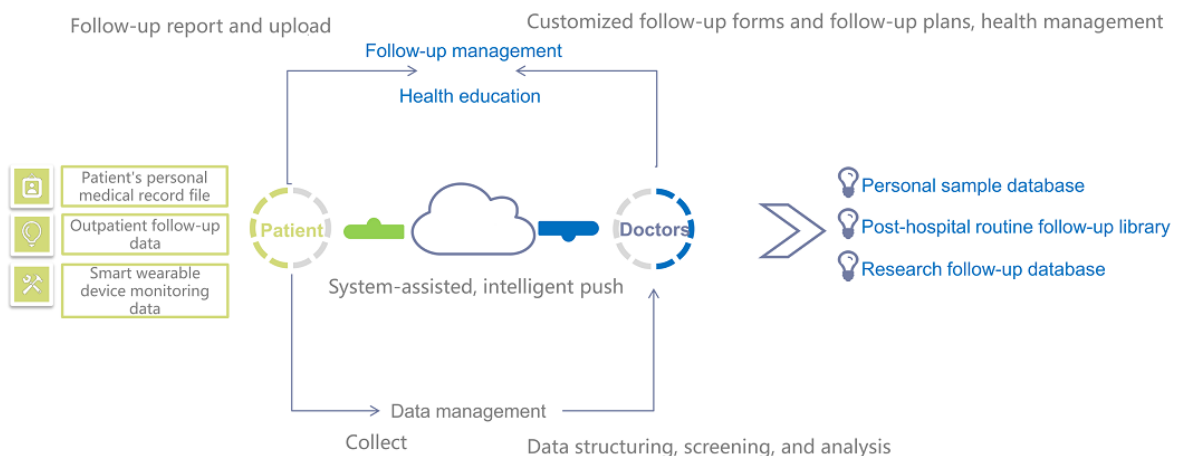 Follow-up report and upload
Customized follow-up forms and follow-up plans, health management
Follow-up management
Health education
Patient's personal
medical record file
Outpatient follow-up
data
Smart wearable
device monitoring
data
Patient
Doctors
System-assisted, intelligent push
Personal sample database
Post-hospital routine follow-up library
Research follow-up database
Data management
Collect
Data structuring, screening, and analysis